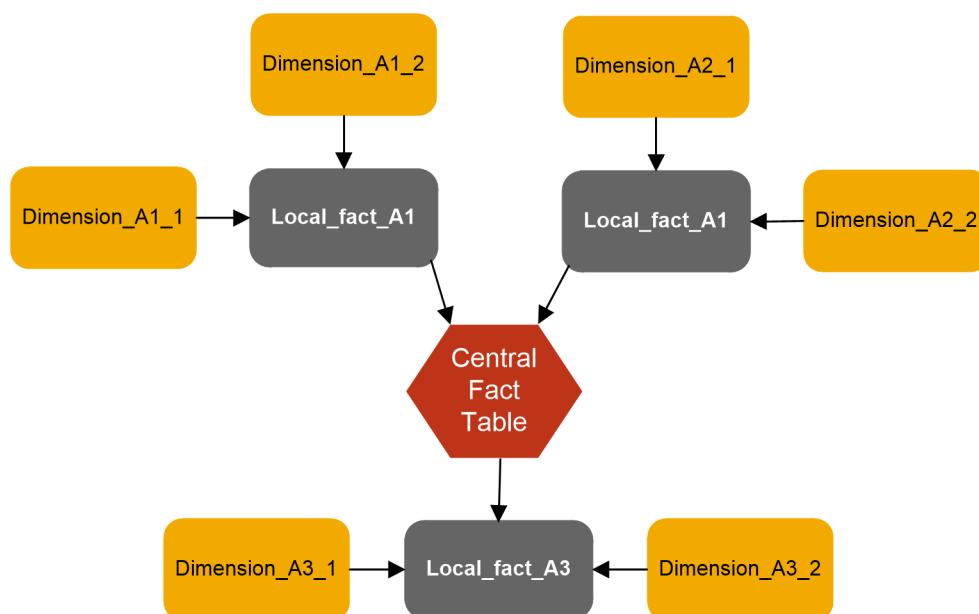 Dimension_A1_2
Dimension_A2_1
Dimension_A1_1
Local_fact_A1
Local_fact_A1
Dimension_A2_2
Central
Fact
Table
Dimension_A3_1
Local_fact_A3
Dimension_A3_2